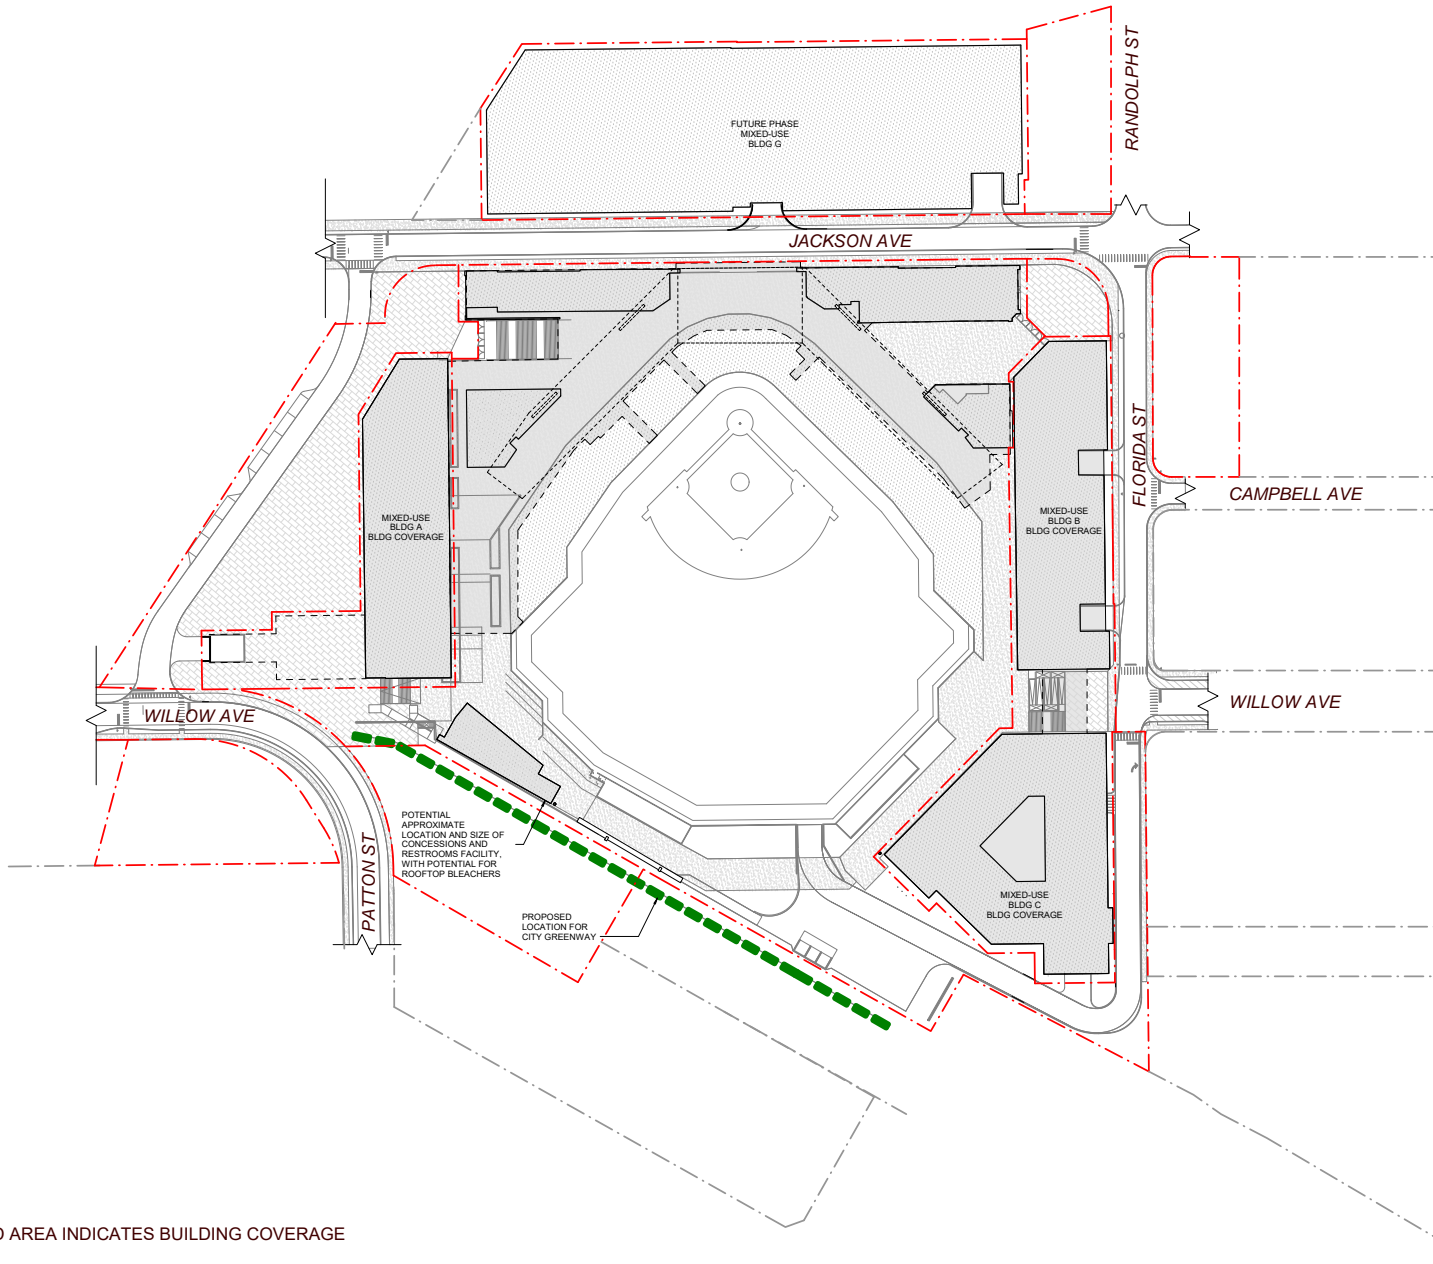 RANDOLPH ST
FUTURE PHASE
MIXED-USE
BLDG G
JACKSON AVE
FLORIDA ST
CAMPBELL AVE
MIXED-USE
BLDG A
BLDG COVERAGE
MIXED-USE
BLDG B
BLDG COVERAGE
WILLOW AVE
WILLOW AVE
PATTON ST
POTENTIAL
APPROXIMATE
LOCATION AND SIZE OF
CONCESSIONS AND
RESTROOMS FACILITY,
WITH POTENTIAL FOR
ROOFTOP BLEACHERS
MIXED-USE
BLDG C
BLDG COVERAGE
PROPOSED
LOCATION FOR
CITY GREENWAY
AREA INDICATES BUILDING COVERAGE